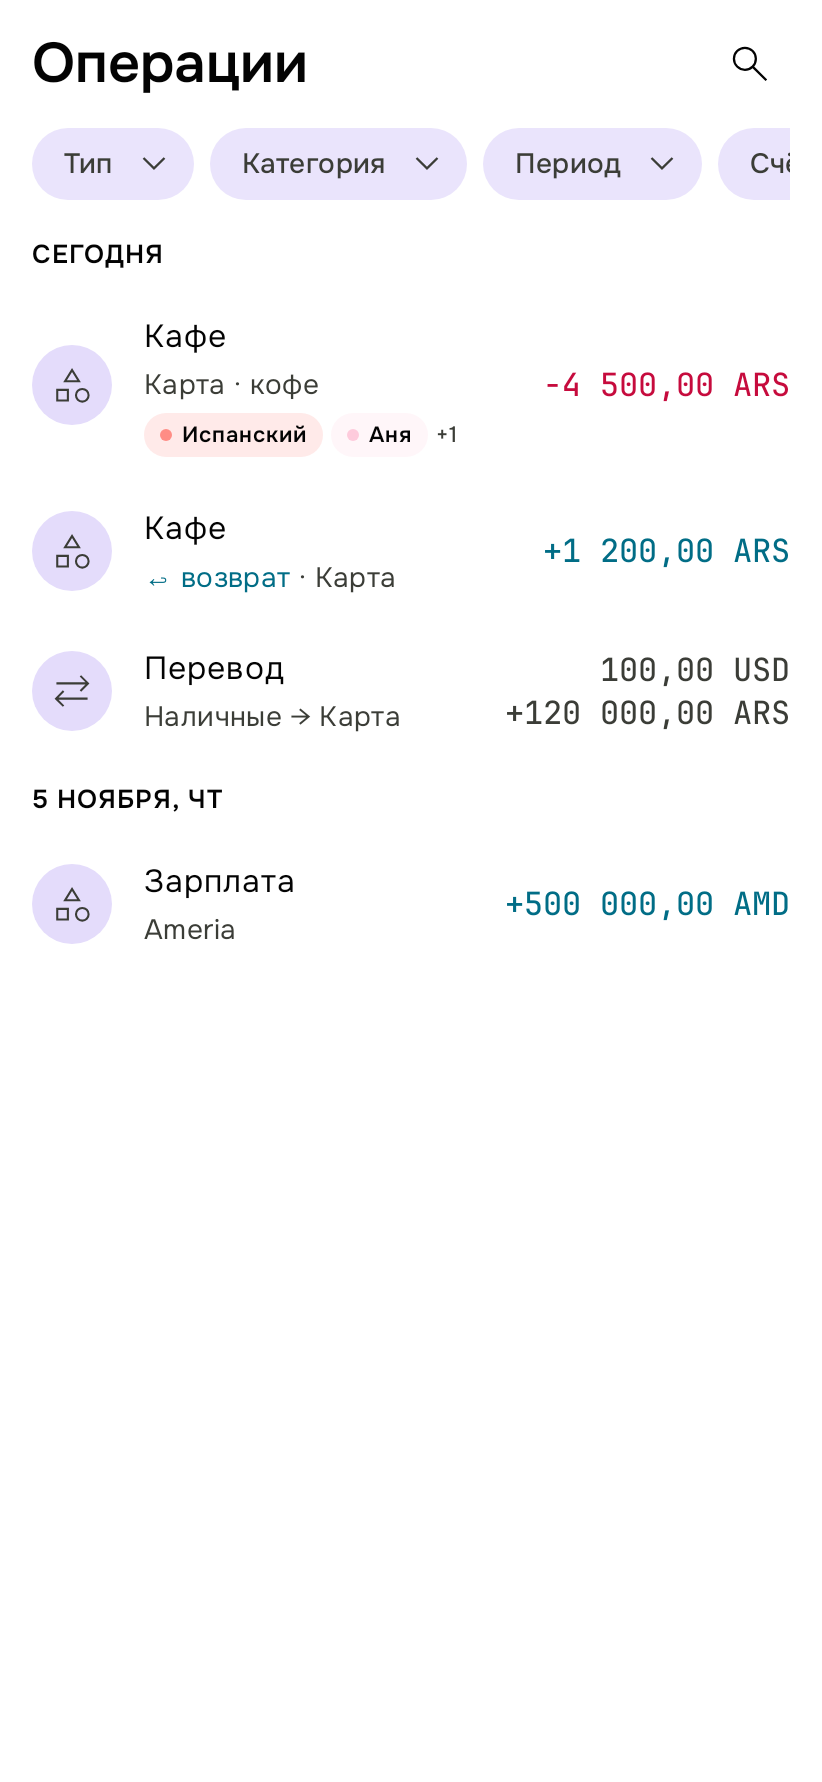 Операции
Тип
Категория
Период
Счё
СЕГОДНЯ
Кафе
Карта · кофе
-4 500,00 ARS
Испанский
Аня
+1
Кафе
↩ возврат · Карта
+1 200,00 ARS
Перевод
Наличные → Карта
100,00 USD
+120 000,00 ARS
5 НОЯБРЯ, ЧТ
Зарплата
Ameria
+500 000,00 AMD